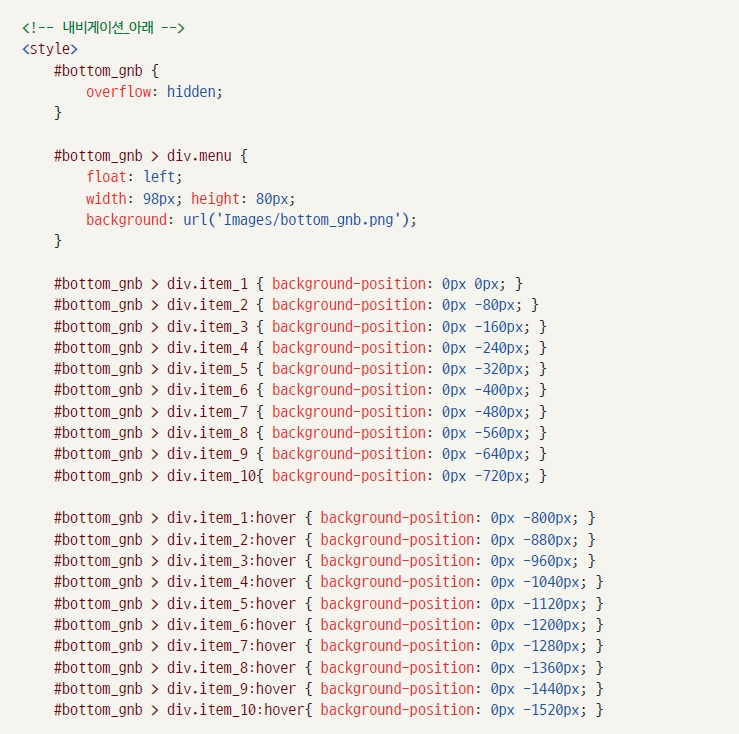 <!-- 내비게이션_아래 -->
<style>
    #bottom_gnb {
        overflow: hidden;
    }

    #bottom_gnb > div.menu {
        float: left;
        width: 98px; height: 80px;
        background: url('Images/bottom_gnb.png');
    }

    #bottom_gnb > div.item_1 { background-position: 0px 0px; }
    #bottom_gnb > div.item_2 { background-position: 0px -80px; }
    #bottom_gnb > div.item_3 { background-position: 0px -160px; }
    #bottom_gnb > div.item_4 { background-position: 0px -240px; }
    #bottom_gnb > div.item_5 { background-position: 0px -320px; }
    #bottom_gnb > div.item_6 { background-position: 0px -400px; }
    #bottom_gnb > div.item_7 { background-position: 0px -480px; }
    #bottom_gnb > div.item_8 { background-position: 0px -560px; }
    #bottom_gnb > div.item_9 { background-position: 0px -640px; }
    #bottom_gnb > div.item_10{ background-position: 0px -720px; }

    #bottom_gnb > div.item_1:hover { background-position: 0px -800px; }
    #bottom_gnb > div.item_2:hover { background-position: 0px -880px; }
    #bottom_gnb > div.item_3:hover { background-position: 0px -960px; }
    #bottom_gnb > div.item_4:hover { background-position: 0px -1040px; }
    #bottom_gnb > div.item_5:hover { background-position: 0px -1120px; }
    #bottom_gnb > div.item_6:hover { background-position: 0px -1200px; }
    #bottom_gnb > div.item_7:hover { background-position: 0px -1280px; }
    #bottom_gnb > div.item_8:hover { background-position: 0px -1360px; }
    #bottom_gnb > div.item_9:hover { background-position: 0px -1440px; }
    #bottom_gnb > div.item_10:hover{ background-position: 0px -1520px; }